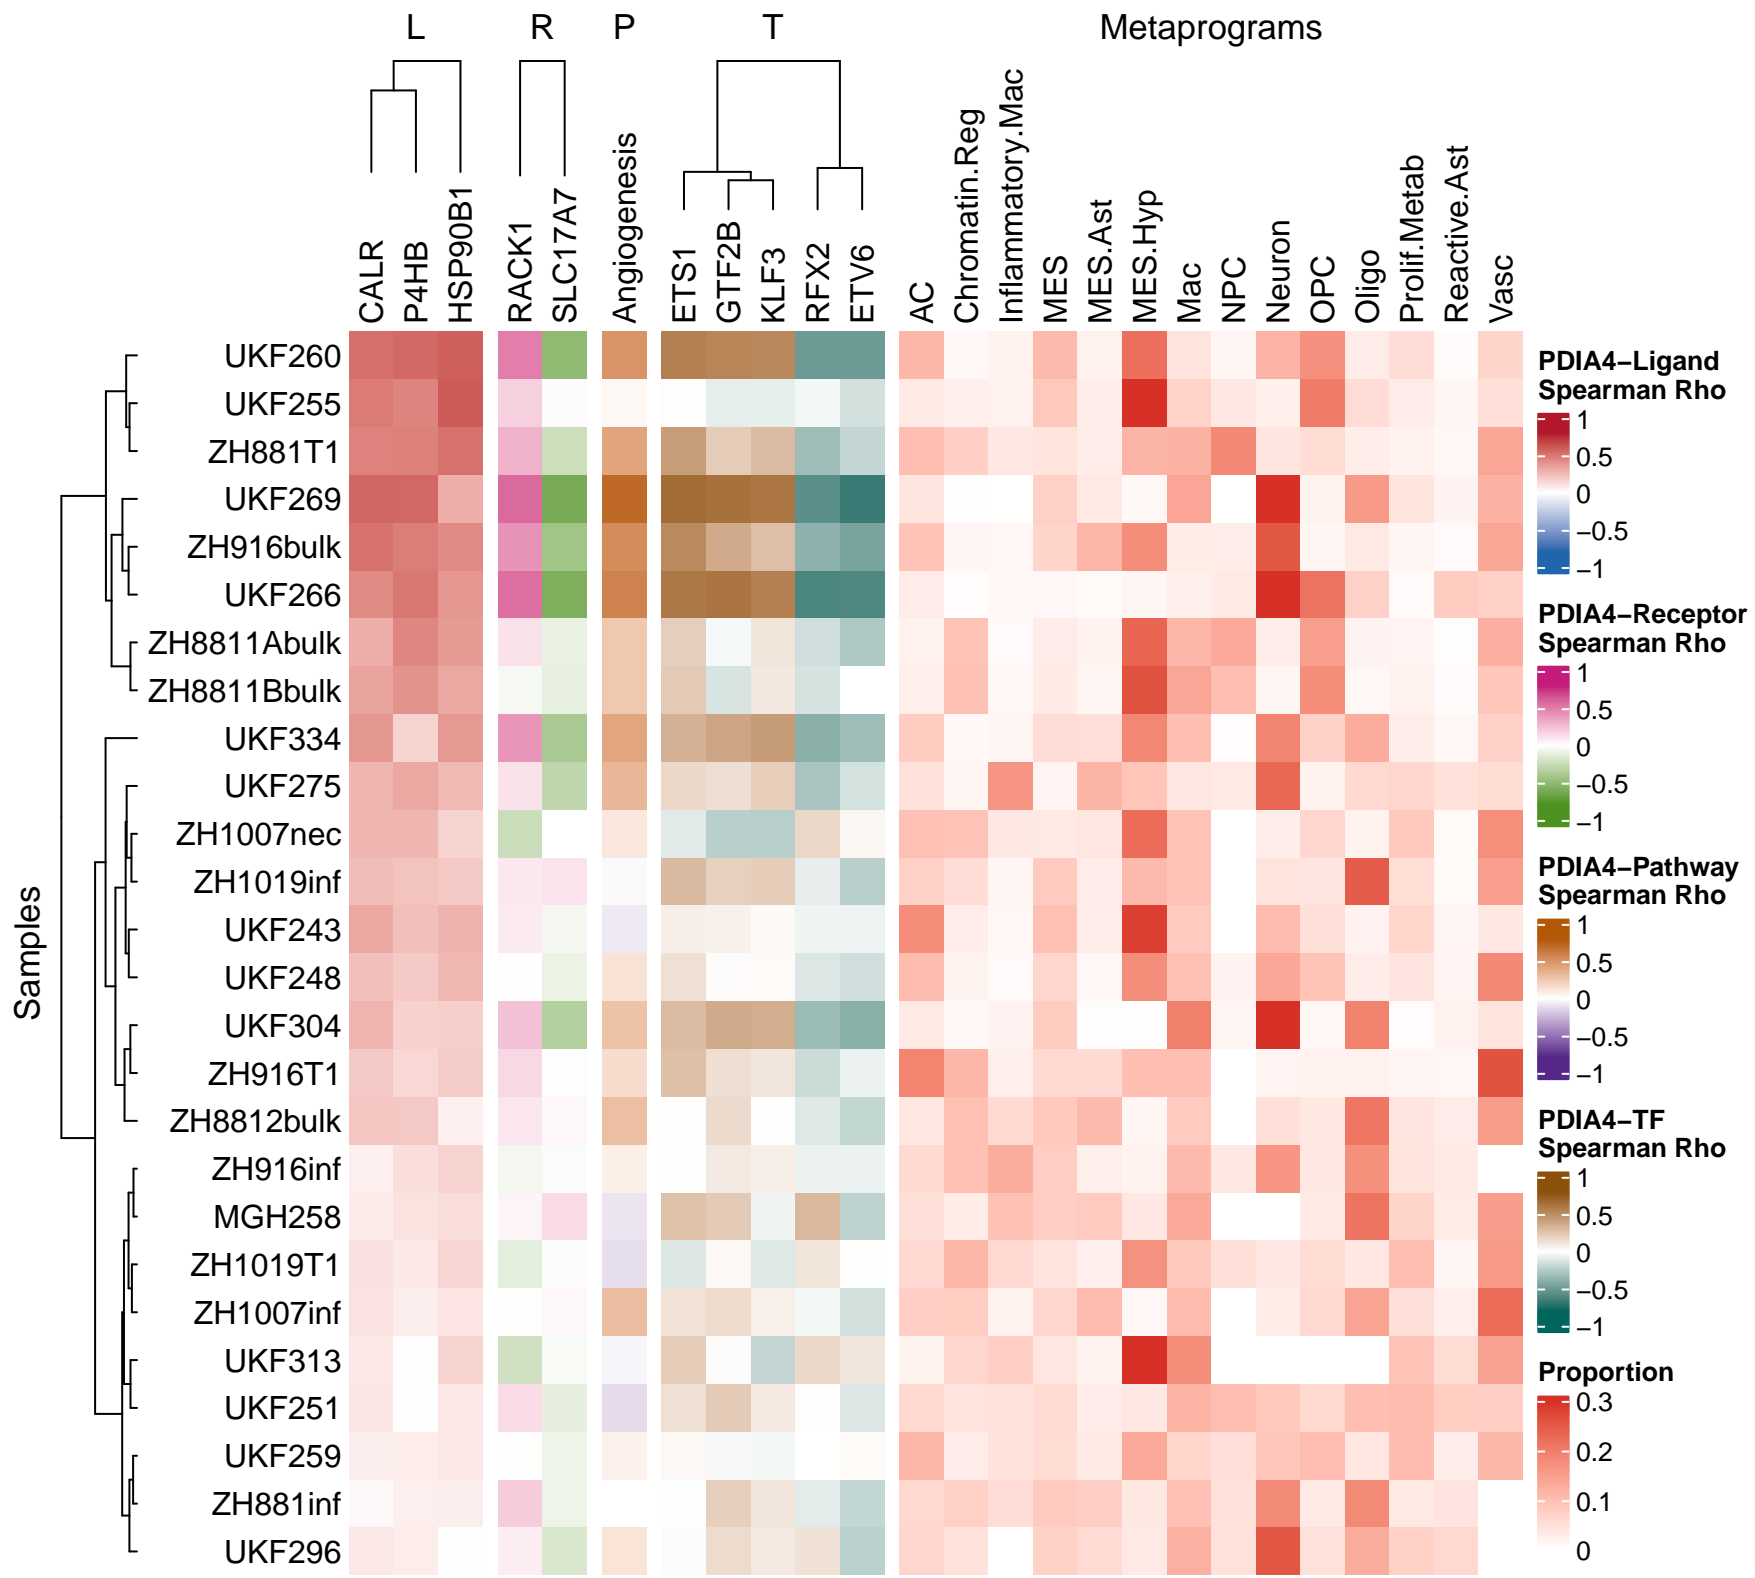 L R P T Metaprograms
CALR
P4HB
HSP90B1
RACK1
SLC17A7
Angiogenesis
ETS1
GTF2B
KLF3
RFX2
ETV6
AC
Chromatin.Reg
Inflammatory.Mac
MES
MES.Ast
MES.Hyp
Mac
NPC
Neuron
OPC
Oligo
Prolif.Metab
Reactive.Ast
Vasc
Samples
UKF260
UKF255
ZH881T1
UKF269
ZH916bulk
UKF266
ZH8811Abulk
ZH8811Bbulk
UKF334
UKF275
ZH1007nec
ZH1019inf
UKF243
UKF248
UKF304
ZH916T1
ZH8812bulk
ZH916inf
MGH258
ZH1019T1
ZH1007inf
UKF313
UKF251
UKF259
ZH881inf
UKF296
PDIA4−Ligand
Spearman Rho
1
0.5
0
−0.5
−1
PDIA4−Receptor
Spearman Rho
1
0.5
0
−0.5
−1
PDIA4−Pathway
Spearman Rho
1
0.5
0
−0.5
−1
PDIA4−TF
Spearman Rho
1
0.5
0
−0.5
−1
Proportion
0.3
0.2
0.1
0